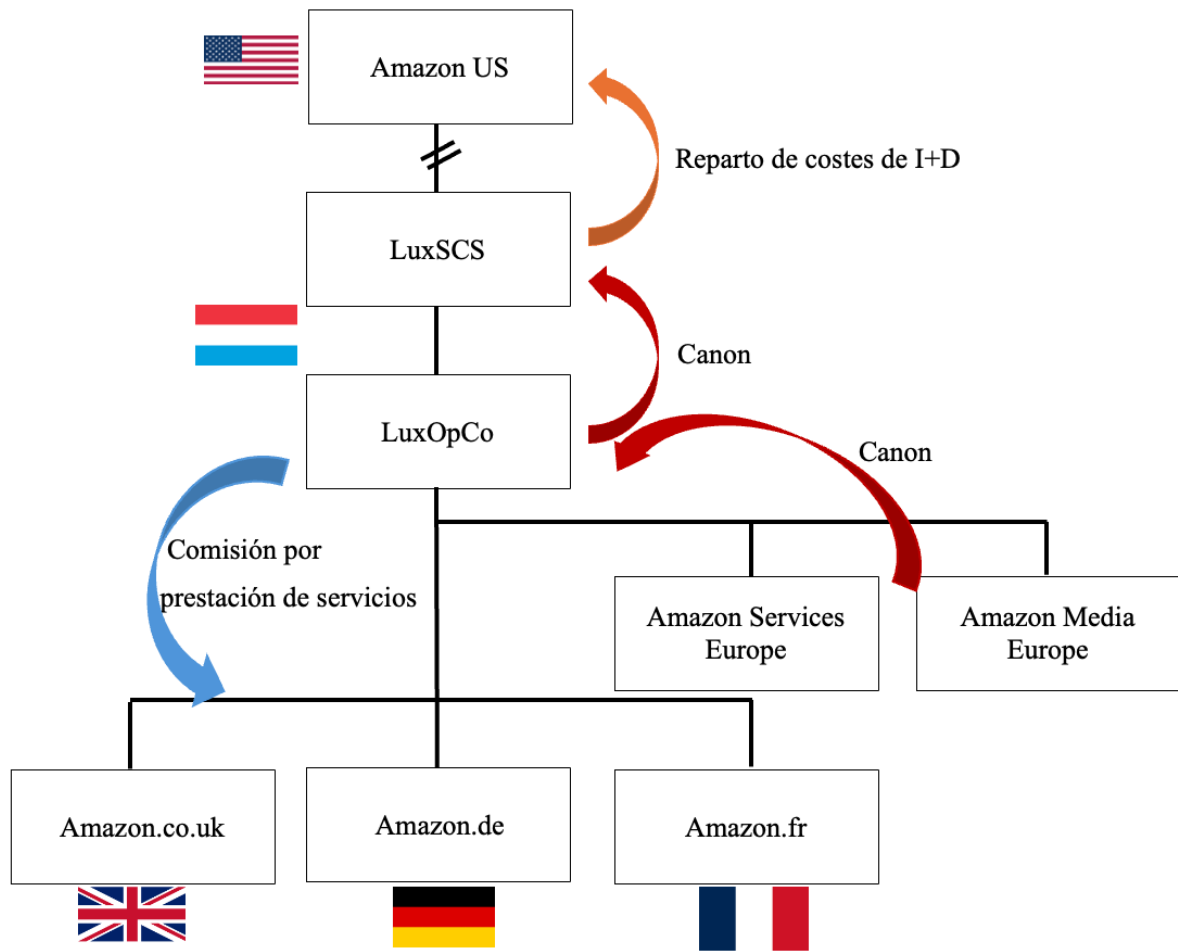 Amazon US
Reparto de costes de I+D
LuxSCS
Canon
LuxOpCo
Canon
Comisión por
prestación de servicios
Amazon Services
Europe
Amazon Media
Europe
Amazon.co.uk
Amazon.de
Amazon.fr